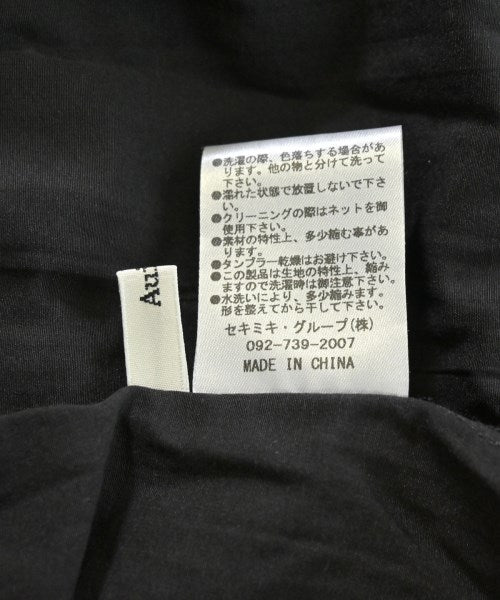 ●洗濯の際、色落ちする場合があ
ります。他の物と分けて洗って
下さい。
●濡れた状態で放置しないで下さ
い。
●クリーニングの際はネットを御
使用下さい。
●素材の特性上、多少縮む事があ
ります。
●タンブラー乾燥はお避け下さい。
●この製品は生地の特性上、縮み
ますので洗濯時は御注意下さい。
●水洗いにより、多少縮みます。
形を整えてから干して下さい。
セキミキ・グループ(株)
092-739-2007
MADE IN CHINA